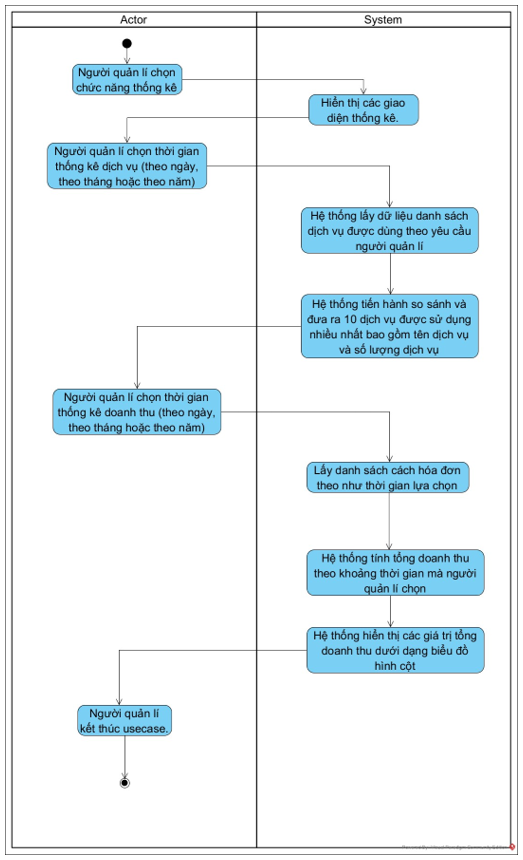 Actor
System
Người quản lí chọn
chức năng thống kê
Hiển thị các giao
diện thống kê.
Người quản lí chọn thời gian
thống kê dịch vụ (theo ngày,
theo tháng hoặc theo năm)
Hệ thống lấy dữ liệu danh sách
dịch vụ được dùng theo yêu cầu
người quản lí
Hệ thống tiến hành so sánh và
đưa ra 10 dịch vụ được sử dụng
nhiều nhất bao gồm tên dịch vụ
và số lượng dịch vụ
Người quản lí chọn thời gian
thống kê doanh thu (theo ngày,
theo tháng hoặc theo năm)
Lấy danh sách cách hóa đơn
theo như thời gian lựa chọn
Hệ thống tính tổng doanh thu
theo khoảng thời gian mà người
quản lí chọn
Hệ thống hiển thị các giá trị tổng
doanh thu dưới dạng biểu đồ
hình cột
Người quản lí
kết thúc usecase.
Powered By Visual Paradigm Community Edition